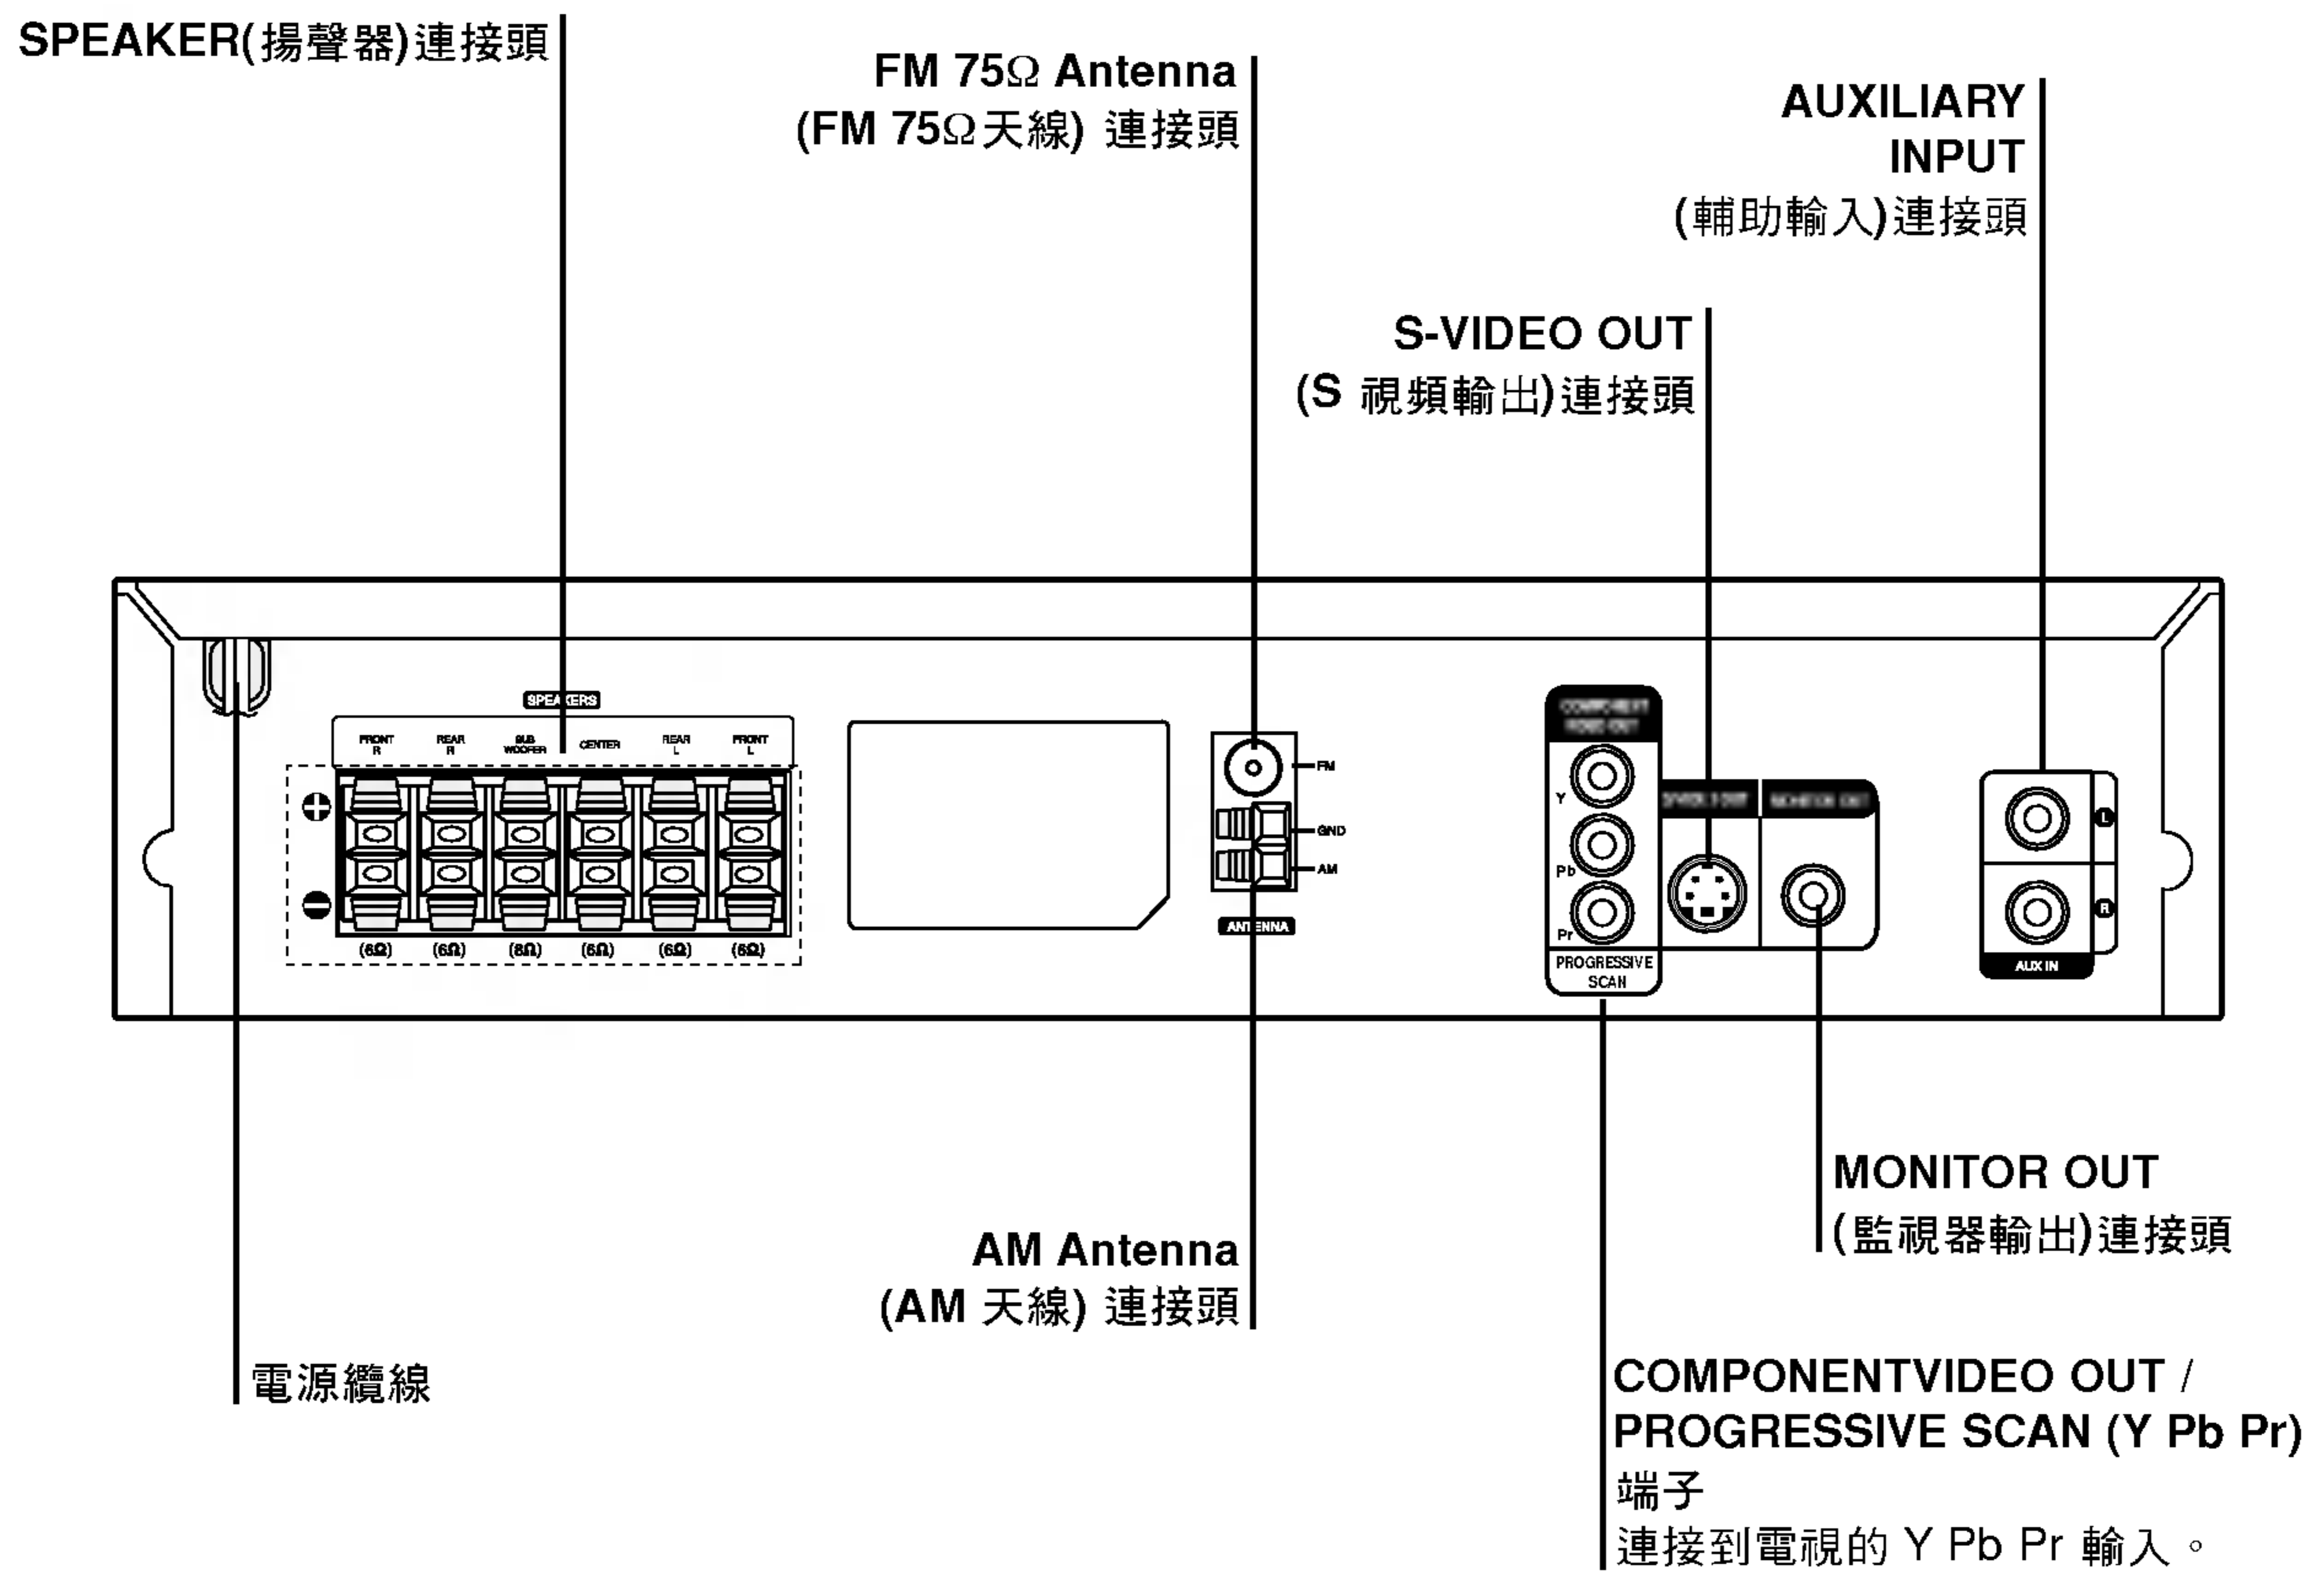 SPEAKER(揚聲器)連接頭
FM 75Ω Antenna
(FM 75Ω天線) 連接頭
AUXILIARY
INPUT
(輔助輸入)連接頭
S-VIDEO OUT
(S 視頻輸出)連接頭
SPEAKERS
FRONT
R
REAR
R
SUB
WOOFER
CENTER
REAR
L
FRONT
L
(6Ω)
(6Ω)
(8Ω)
(6Ω)
(6Ω)
(6Ω)
FM
GND
AM
ANTENNA
Y
Pb
Pr
PROGRESSIVE
SCAN
L
R
AUX IN
MONITOR OUT
(監視器輸出)連接頭
AM Antenna
(AM 天線) 連接頭
電源纜線
COMPONENTVIDEO OUT /
PROGRESSIVE SCAN (Y Pb Pr)
端子
連接到電視的 Y Pb Pr 輸入。